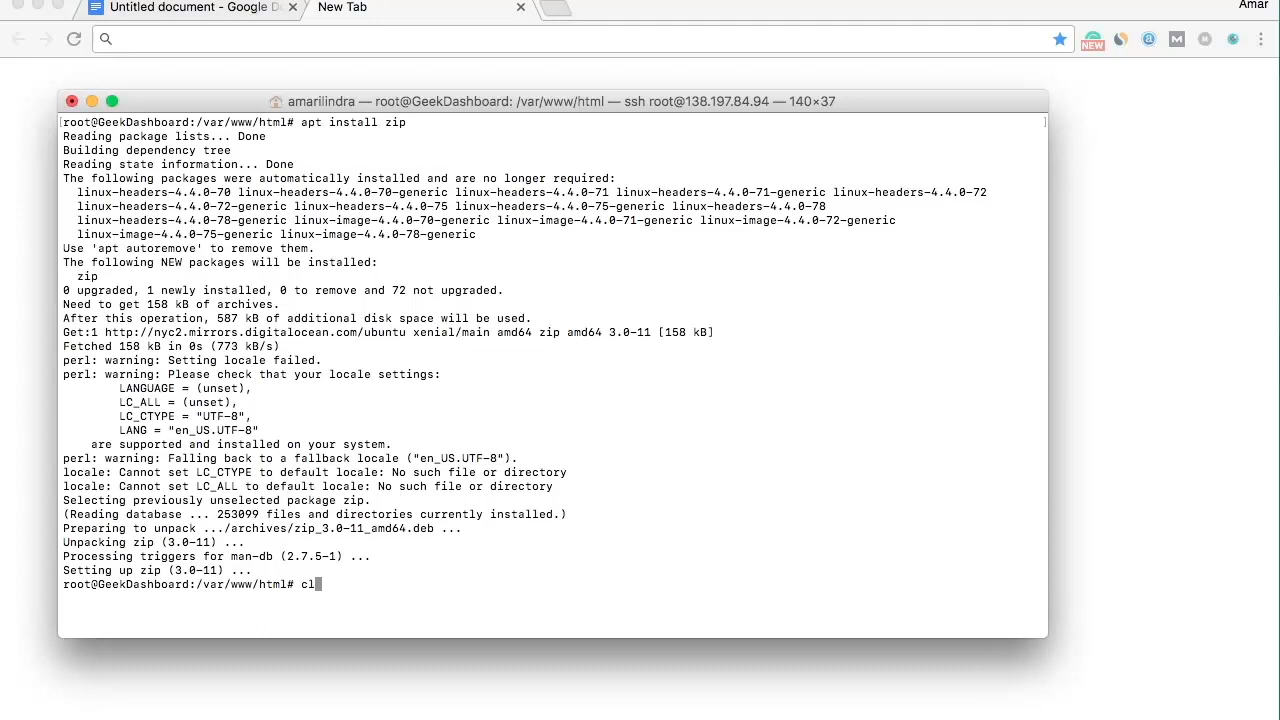 Untitled document - Google D
New Tab
Amar
NEW
a
M
M
amarilindra — root@GeekDashboard: /var/www/html — ssh root@138.197.84.94 — 140×37
[root@GeekDashboard:/var/www/html# apt install zip ]
Reading package lists... Done
Building dependency tree
Reading state information... Done
The following packages were automatically installed and are no longer required:
linux-headers-4.4.0-70 linux-headers-4.4.0-70-generic linux-headers-4.4.0-71 linux-headers-4.4.0-71-generic linux-headers-4.4.0-72
linux-headers-4.4.0-72-generic linux-headers-4.4.0-75 linux-headers-4.4.0-75-generic linux-headers-4.4.0-78
linux-headers-4.4.0-78-generic linux-image-4.4.0-70-generic linux-image-4.4.0-71-generic linux-image-4.4.0-72-generic
linux-image-4.4.0-75-generic linux-image-4.4.0-78-generic
Use 'apt autoremove' to remove them.
The following NEW packages will be installed:
zip
0 upgraded, 1 newly installed, 0 to remove and 72 not upgraded.
Need to get 158 kB of archives.
After this operation, 587 kB of additional disk space will be used.
Get:1 http://nyc2.mirrors.digitalocean.com/ubuntu xenial/main amd64 zip amd64 3.0-11 [158 kB]
Fetched 158 kB in 0s (773 kB/s)
perl: warning: Setting locale failed.
perl: warning: Please check that your locale settings:
LANGUAGE = (unset),
LC_ALL = (unset),
LC_CTYPE = "UTF-8",
LANG = "en_US.UTF-8"
are supported and installed on your system.
perl: warning: Falling back to a fallback locale ("en_US.UTF-8").
locale: Cannot set LC_CTYPE to default locale: No such file or directory
locale: Cannot set LC_ALL to default locale: No such file or directory
Selecting previously unselected package zip.
(Reading database ... 253099 files and directories currently installed.)
Preparing to unpack .../archives/zip_3.0-11_amd64.deb ...
Unpacking zip (3.0-11) ...
Processing triggers for man-db (2.7.5-1) ...
Setting up zip (3.0-11) ...
root@GeekDashboard:/var/www/html# cl